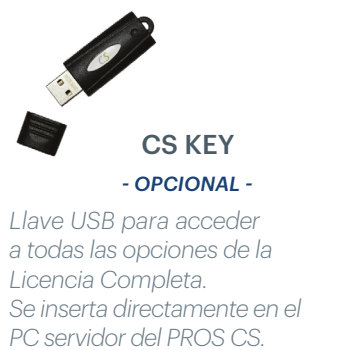 CS
CS KEY
- OPCIONAL -
Llave USB para acceder
a todas las opciones de la
Licencia Completa.
Se inserta directamente en el
PC servidor del PROS CS.